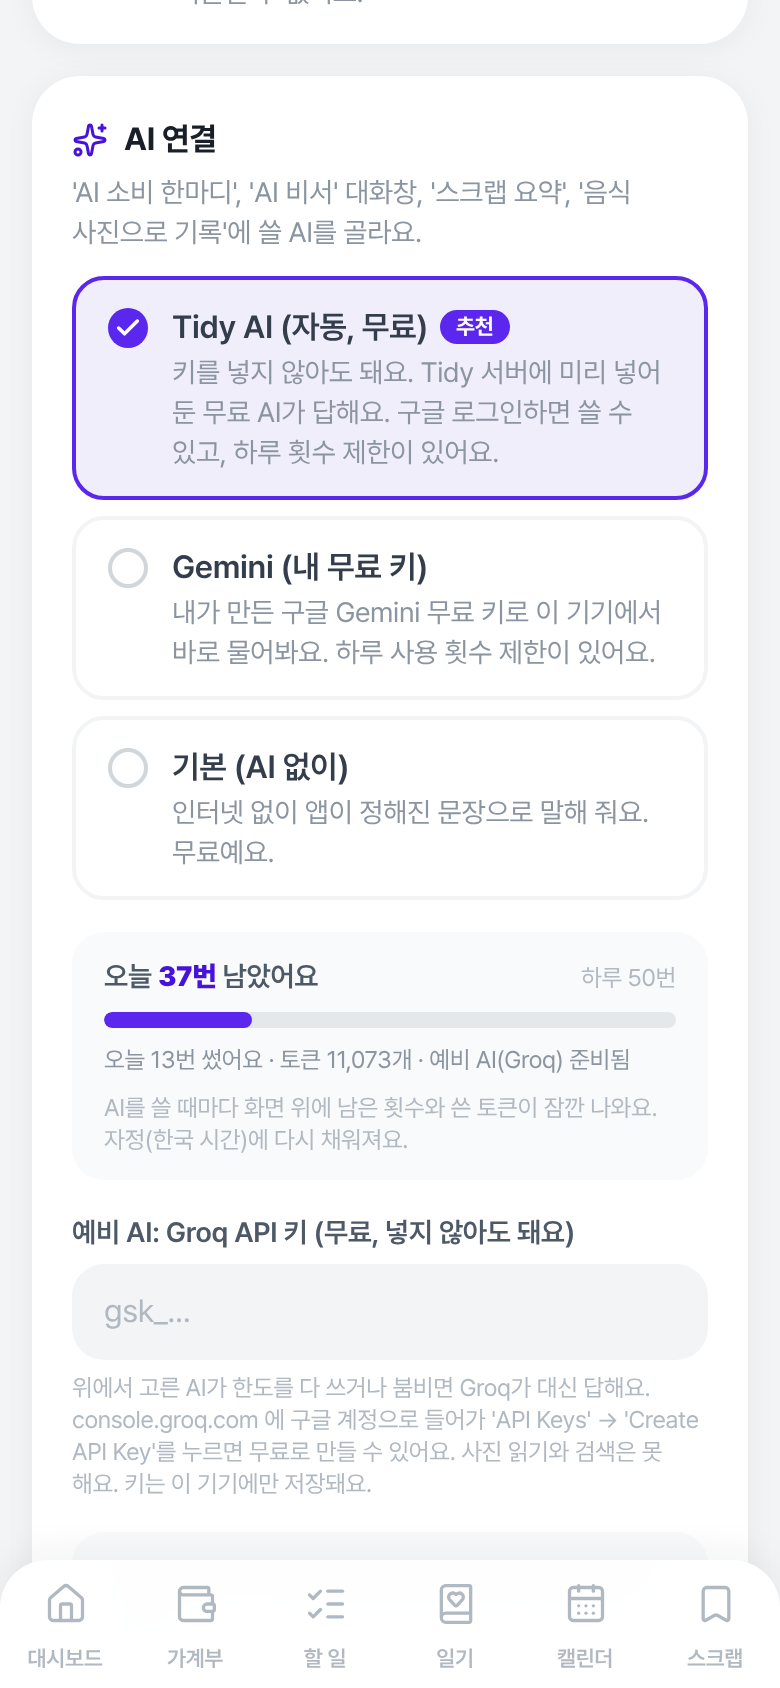 AI 연결
'AI 소비 한마디', 'AI 비서' 대화창, '스크랩 요약', '음식
사진으로 기록'에 쓸 AI를 골라요.
Tidy AI (자동, 무료) 추천
키를 넣지 않아도 돼요. Tidy 서버에 미리 넣어
둔 무료 AI가 답해요. 구글 로그인하면 쓸 수
있고, 하루 횟수 제한이 있어요.
Gemini (내 무료 키)
내가 만든 구글 Gemini 무료 키로 이 기기에서
바로 물어봐요. 하루 사용 횟수 제한이 있어요.
기본 (AI 없이)
인터넷 없이 앱이 정해진 문장으로 말해 줘요.
무료예요.
오늘 37번 남았어요 하루 50번
오늘 13번 썼어요 · 토큰 11,073개 · 예비 AI(Groq) 준비됨
AI를 쓸 때마다 화면 위에 남은 횟수와 쓴 토큰이 잠깐 나와요.
자정(한국 시간)에 다시 채워져요.
예비 AI: Groq API 키 (무료, 넣지 않아도 돼요)
gsk_...
위에서 고른 AI가 한도를 다 쓰거나 붐비면 Groq가 대신 답해요.
console.groq.com 에 구글 계정으로 들어가 'API Keys' → 'Create
API Key'를 누르면 무료로 만들 수 있어요. 사진 읽기와 검색은 못
해요. 키는 이 기기에만 저장돼요.
대시보드 가계부 할 일 일기 캘린더 스크랩